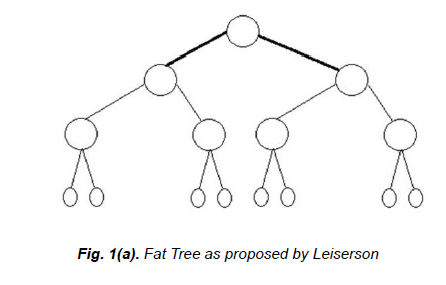 Fig. 1(a). Fat Tree as proposed by Leiserson